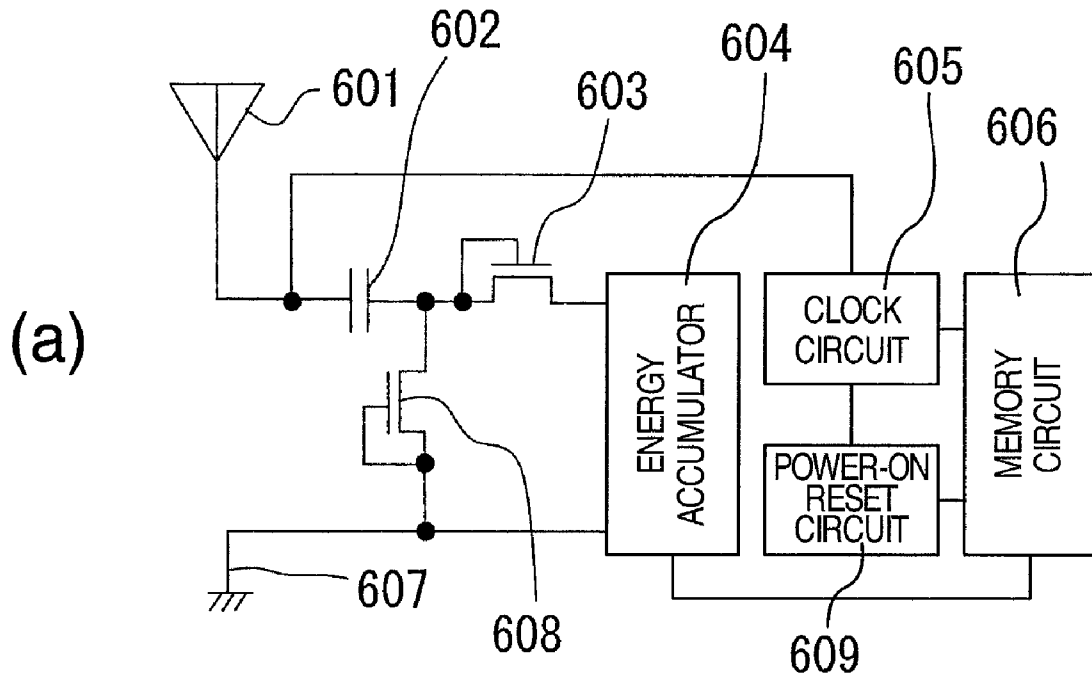 602
604
601
603
605
606
(a)
ENERGY
ACCUMULATOR
CLOCK
CIRCUIT
MEMORY
CIRCUIT
POWER-ON
RESET
CIRCUIT
607
608
609